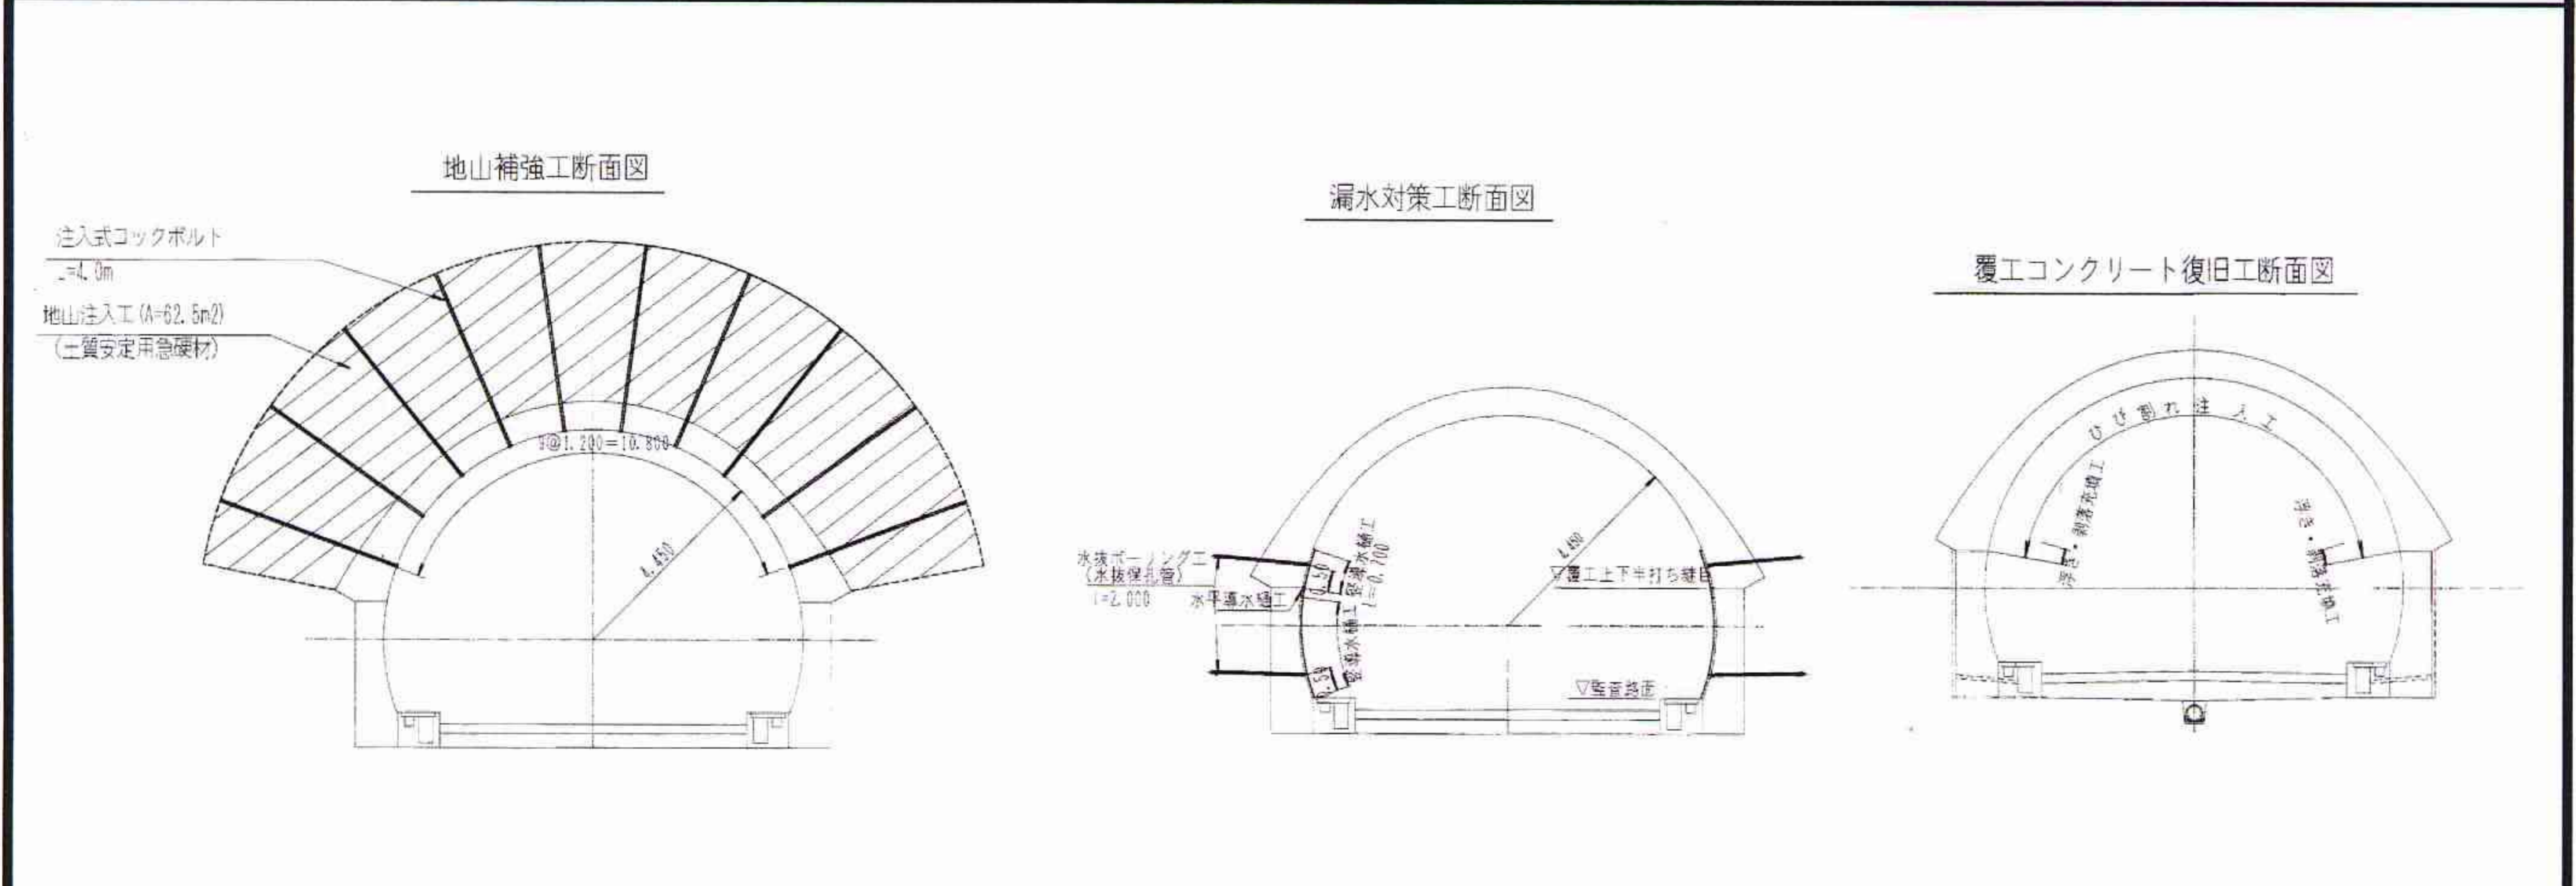 地山補強工断面図
注入式ロックボルト
L=4.0m
地山注入工(A=62.5m2)
(土質安定用急硬材)
9@1.200=10.800
4.450
漏水対策工断面図
水抜ボーリング工
(水抜保孔管)
l=2.000
水平導水樋工
0.50
竪導水樋工
l=0.700
竪導水樋工
0.50
4.450
▽覆工上下半打ち継目
▽監査路面
覆工コンクリート復旧工断面図
ひび割れ注入工
浮き・剥落充填工
浮き・剥落充填工